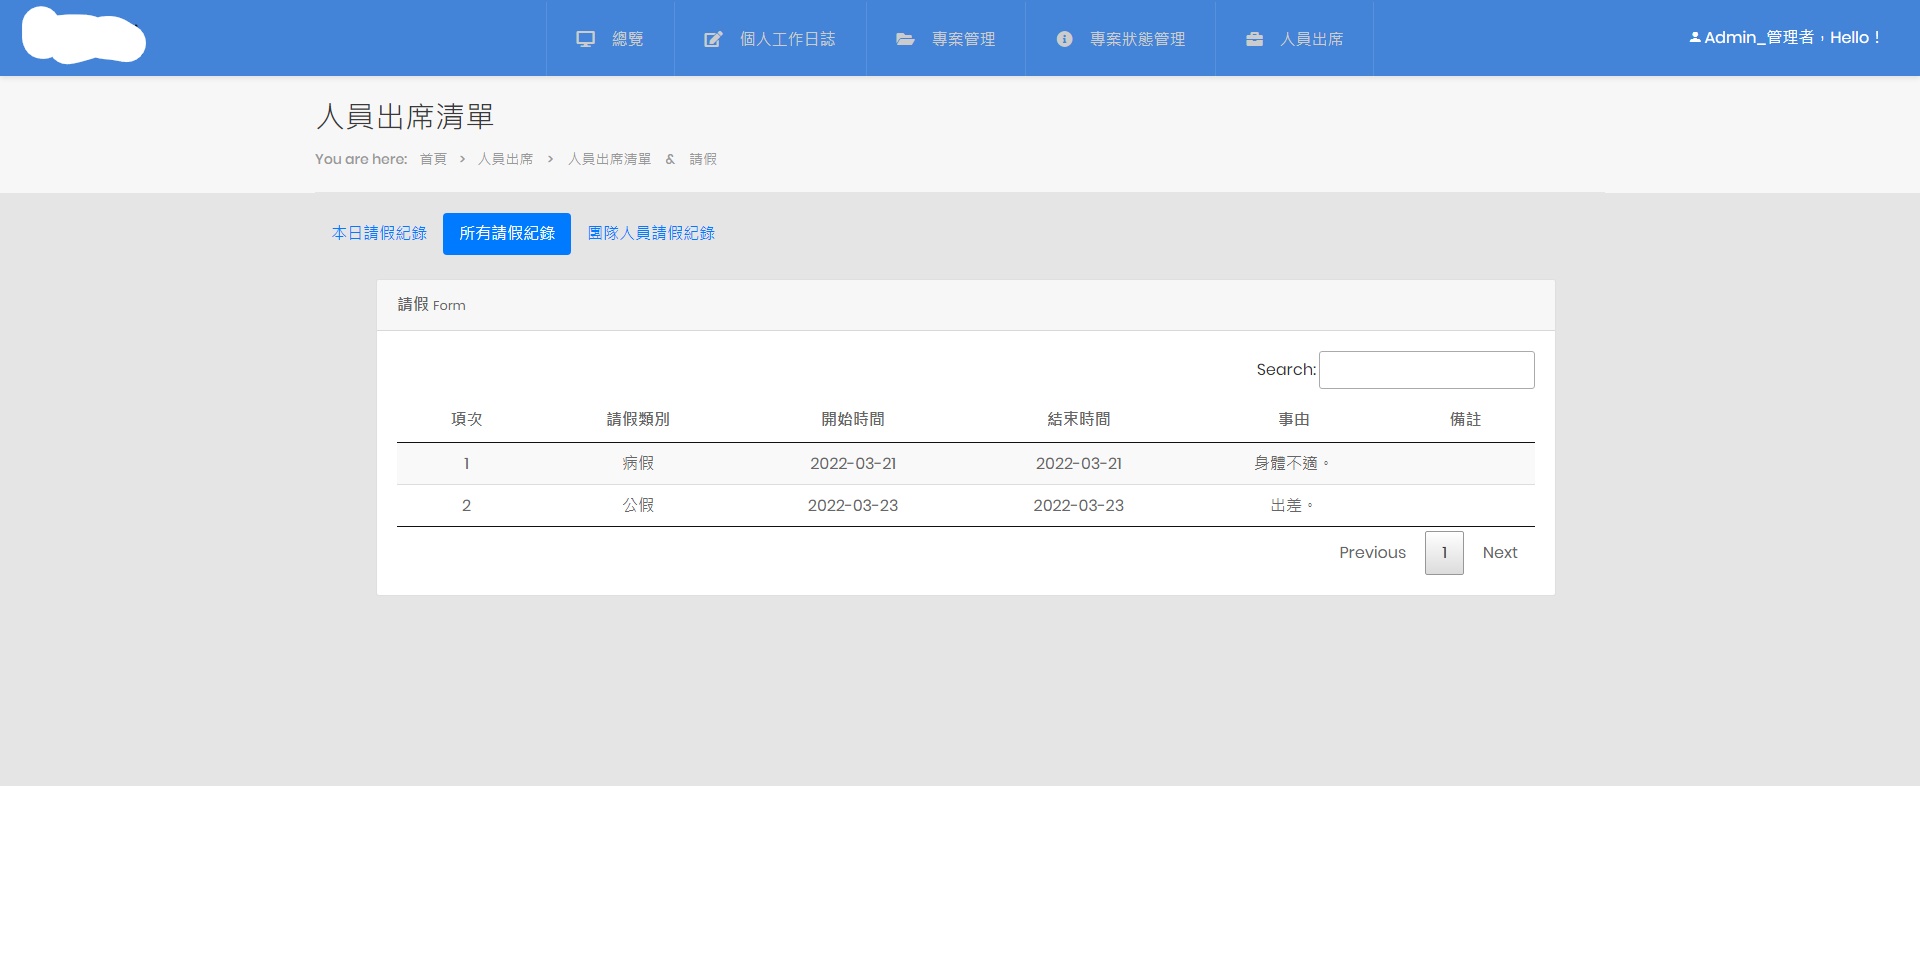 總覽 個人工作日誌 專案管理 專案狀態管理 人員出席 Admin_管理者，Hello！
人員出席清單
You are here: 首頁 > 人員出席 > 人員出席清單 & 請假
本日請假紀錄 所有請假紀錄 團隊人員請假紀錄
請假 Form
Search:
項次 請假類別 開始時間 結束時間 事由 備註
1 病假 2022-03-21 2022-03-21 身體不適。
2 公假 2022-03-23 2022-03-23 出差。
Previous 1 Next